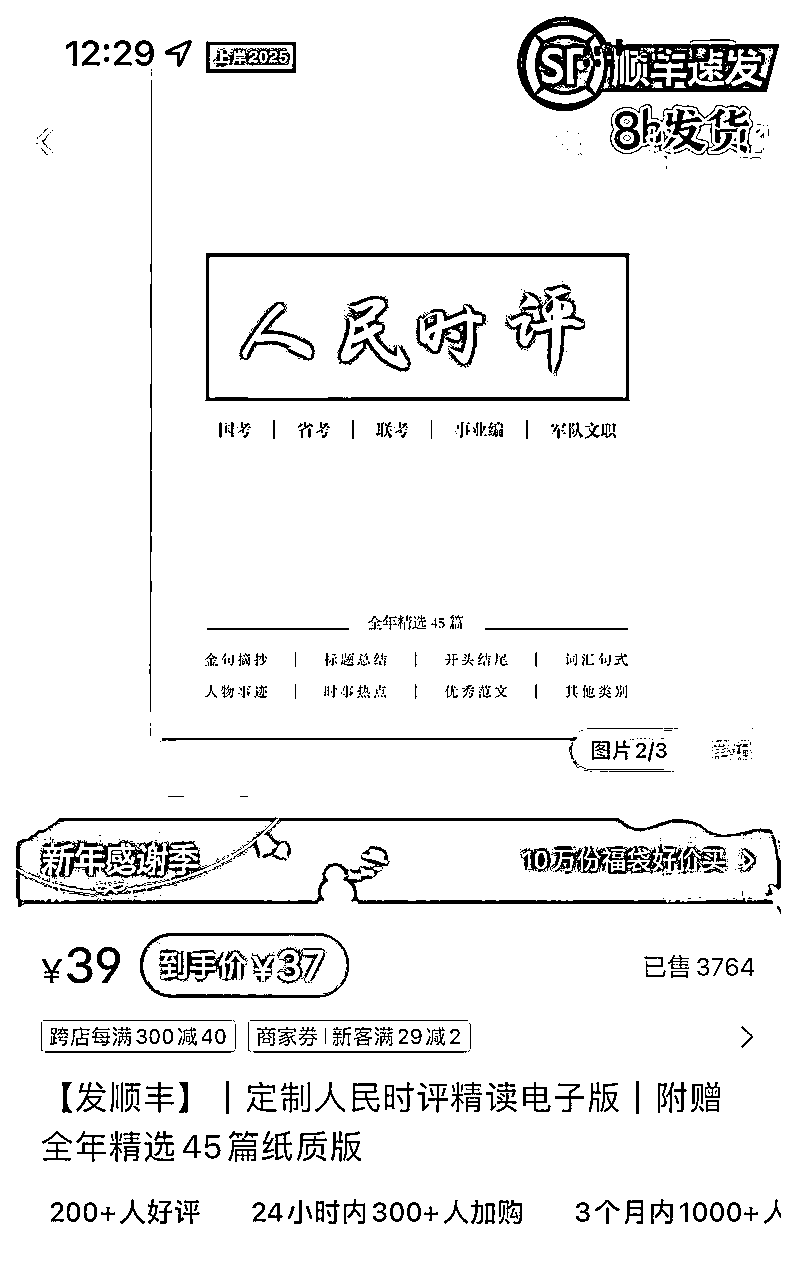 12:29 上岸2025
SF 顺丰速发
8h发货
人民时评
国考 | 省考 | 联考 | 事业编 | 军队文职
全年精选 45 篇
金句摘抄 | 标题总结 | 开头结尾 | 词汇句式
人物事迹 | 时事热点 | 优秀范文 | 其他类别
图片 2/3
新年感谢季 10万份福袋好价买
¥39 到手价 ¥37 已售 3764
跨店每满300减40 商家券 | 新客满29减2
【发顺丰】｜定制人民时评精读电子版｜附赠
全年精选45篇纸质版
200+人好评 24小时内300+人加购 3个月内1000+人